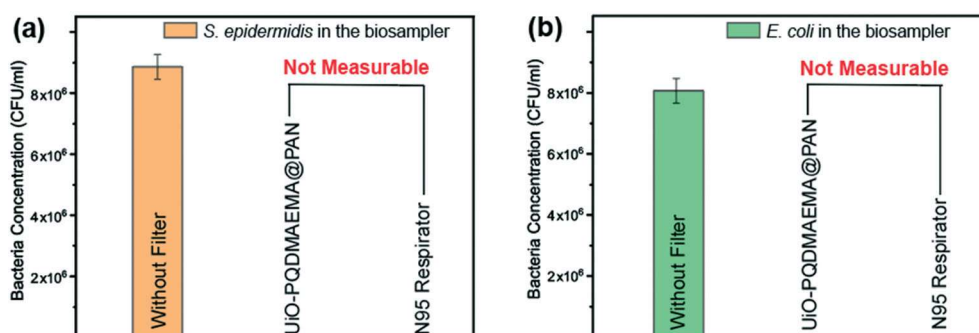 (a)
S. epidermidis in the biosampler
Not Measurable
Bacteria Concentration (CFU/ml)
8x10⁶
6x10⁶
4x10⁶
2x10⁶
Without Filter
UiO-PQDMAEMA@PAN
N95 Respirator
(b)
E. coli in the biosampler
Not Measurable
Bacteria Concentration (CFU/ml)
8x10⁶
6x10⁶
4x10⁶
2x10⁶
Without Filter
UiO-PQDMAEMA@PAN
N95 Respirator